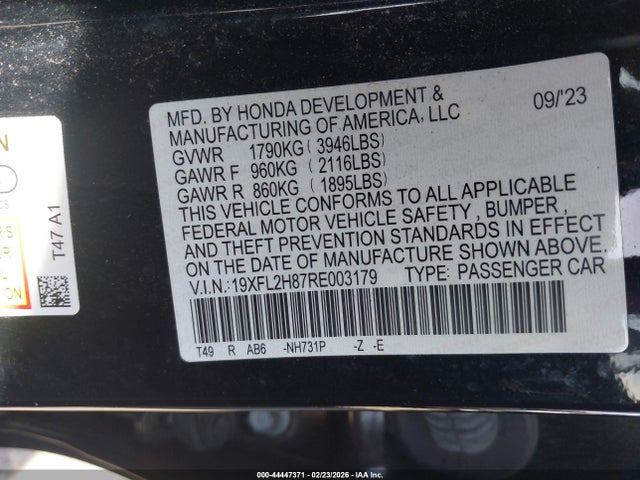 MFD. BY HONDA DEVELOPMENT & 09/'23
MANUFACTURING OF AMERICA, LLC
GVWR 1790KG ( 3946LBS)
GAWR F 960KG ( 2116LBS)
GAWR R 860KG ( 1895LBS)
THIS VEHICLE CONFORMS TO ALL APPLICABLE
FEDERAL MOTOR VEHICLE SAFETY , BUMPER ,
AND THEFT PREVENTION STANDARDS IN EFFECT
ON THE DATE OF MANUFACTURE SHOWN ABOVE.
V.I.N.:19XFL2H87RE003179 TYPE: PASSENGER CAR
T49 R AB6 -NH731P -Z -E
T47 A1
000-44447371 - 02/23/2026 - IAA Inc.